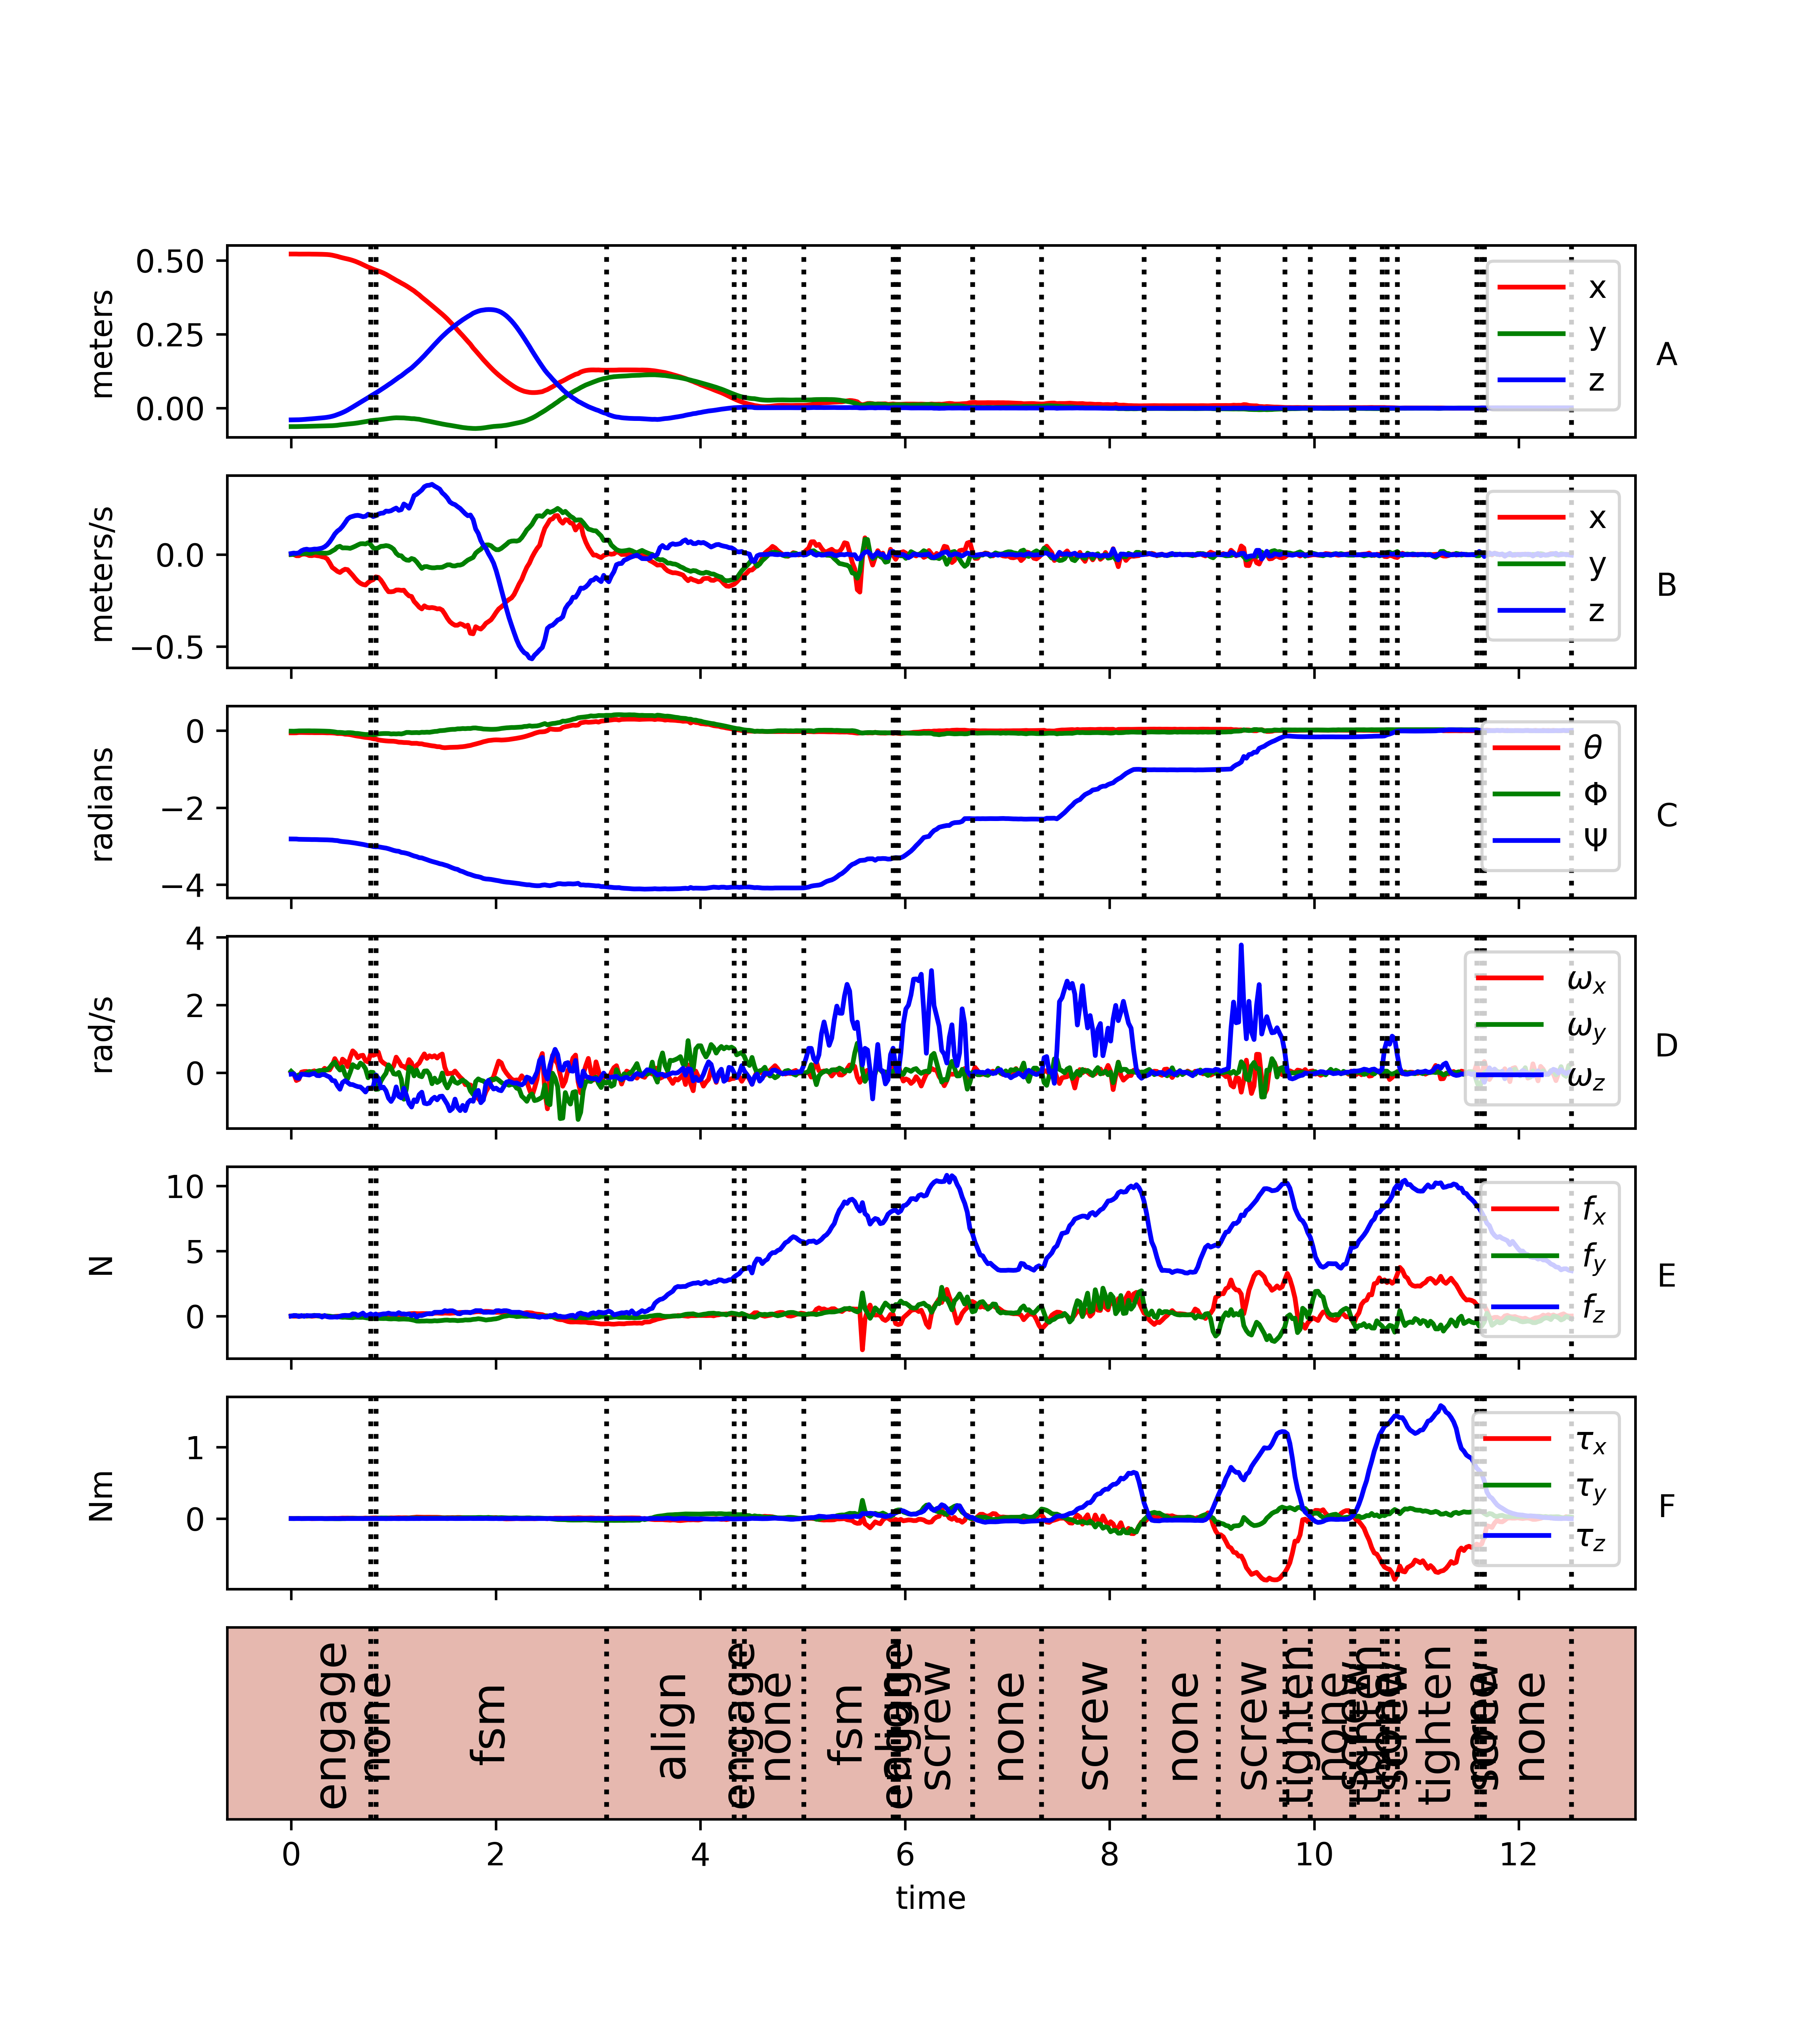 0.50
0.25
0.00
meters
x
y
z
A
0.0
−0.5
meters/s
x
y
z
B
0
−2
−4
radians
θ
Φ
Ψ
C
4
2
0
rad/s
ωx
ωy
ωz
D
10
5
0
N
fx
fy
fz
E
1
0
Nm
τx
τy
τz
F
engage
none
fsm
align
engage
none
fsm
screw
none
screw
none
screw
tighten
none
tighten
none
0 2 4 6 8 10 12
time